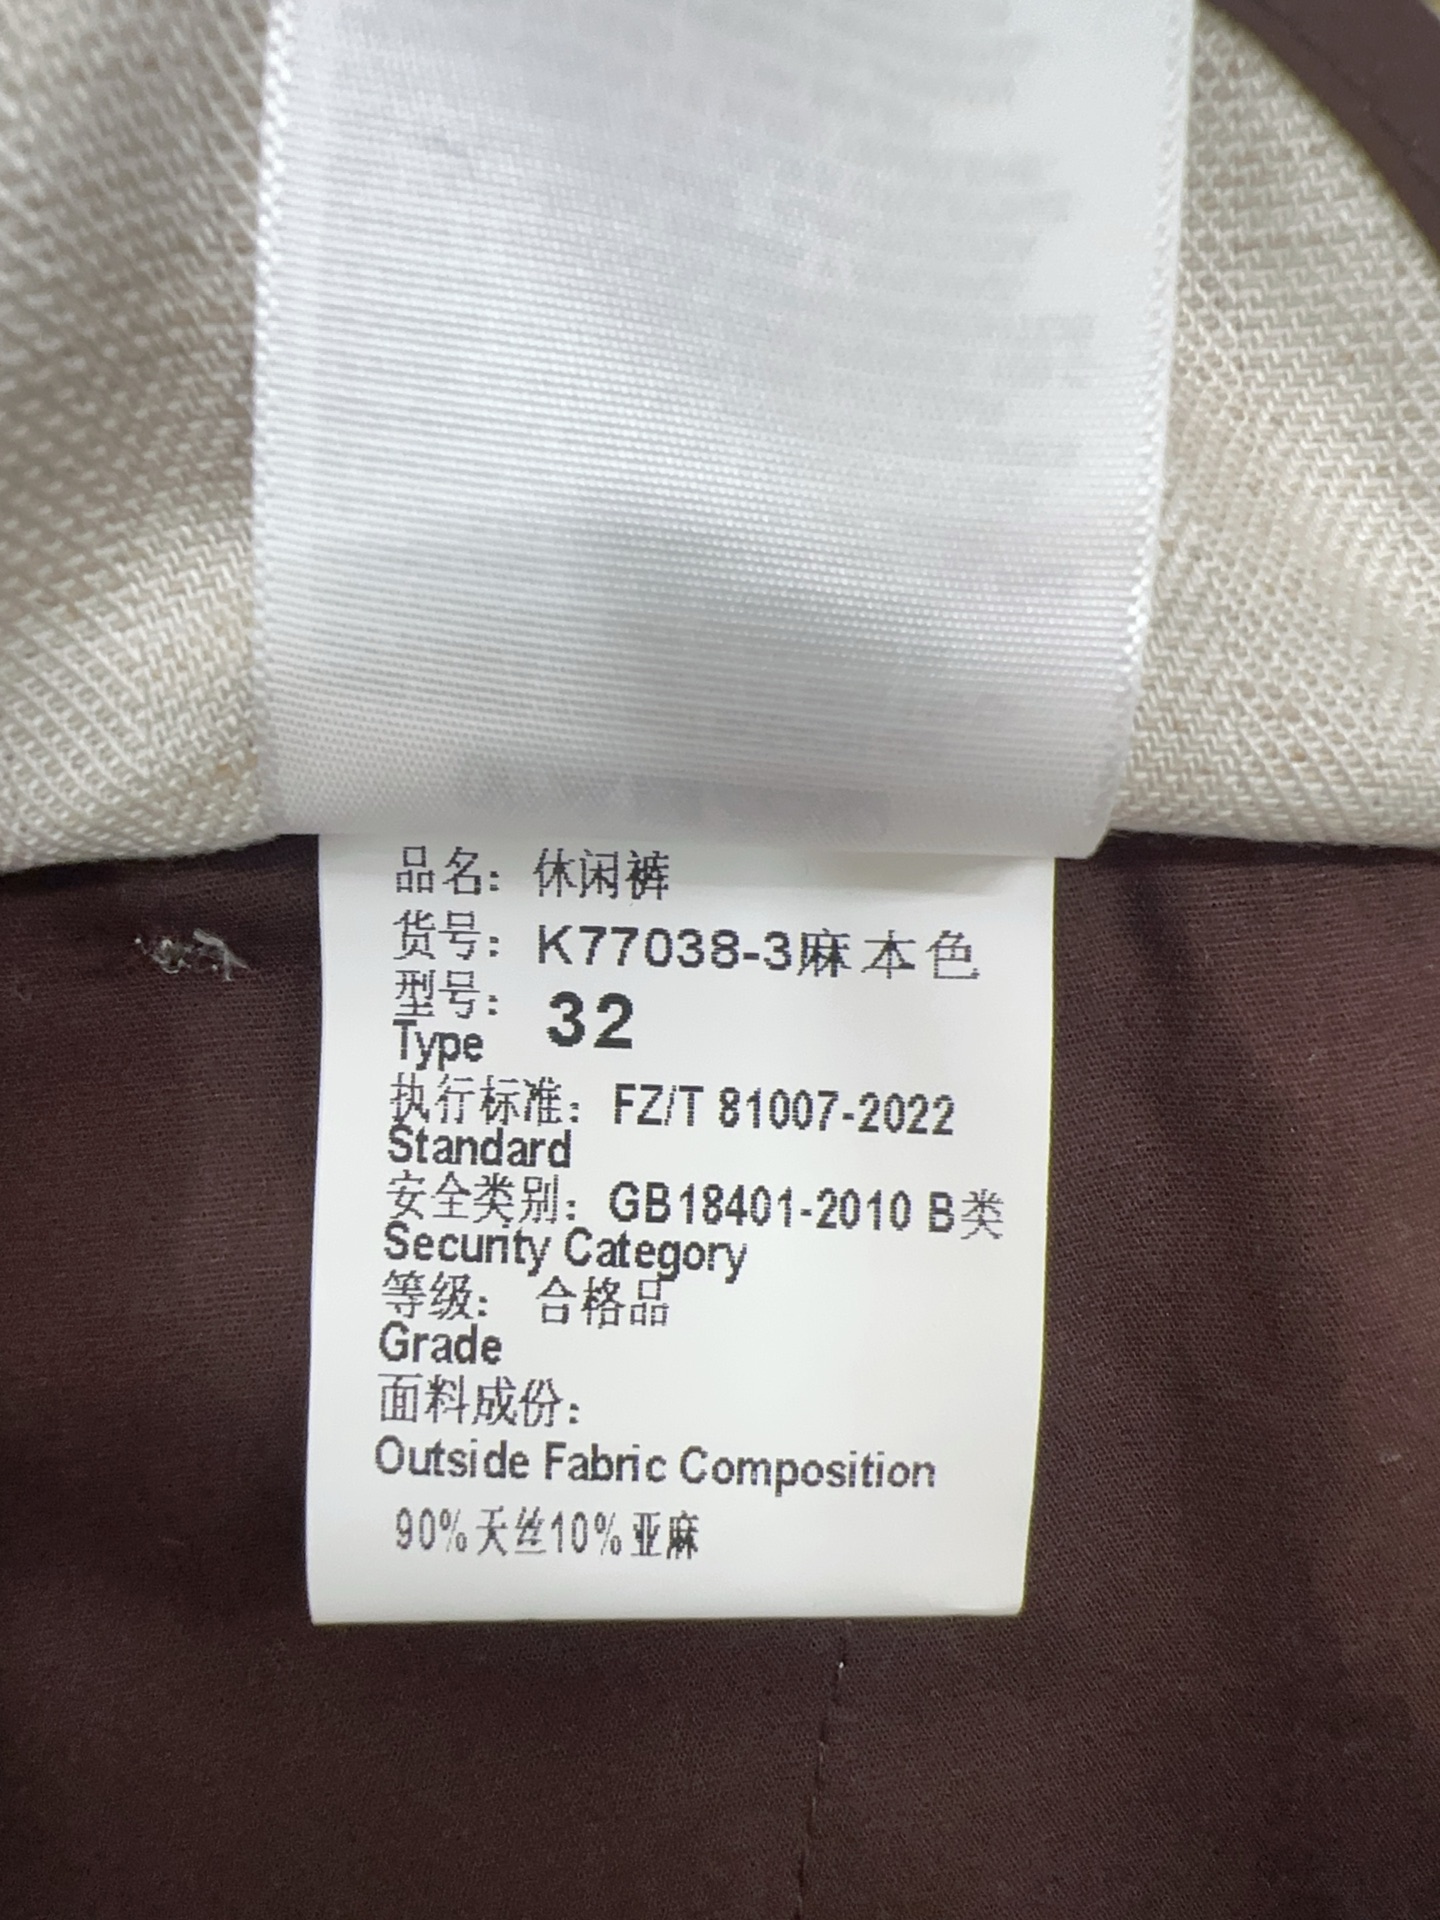 品名：休闲裤
货号：K77038-3麻本色
型号：32
Type
执行标准：FZ/T 81007-2022
Standard
安全类别：GB18401-2010 B类
Security Category
等级：合格品
Grade
面料成份：
Outside Fabric Composition
90%天丝10%亚麻